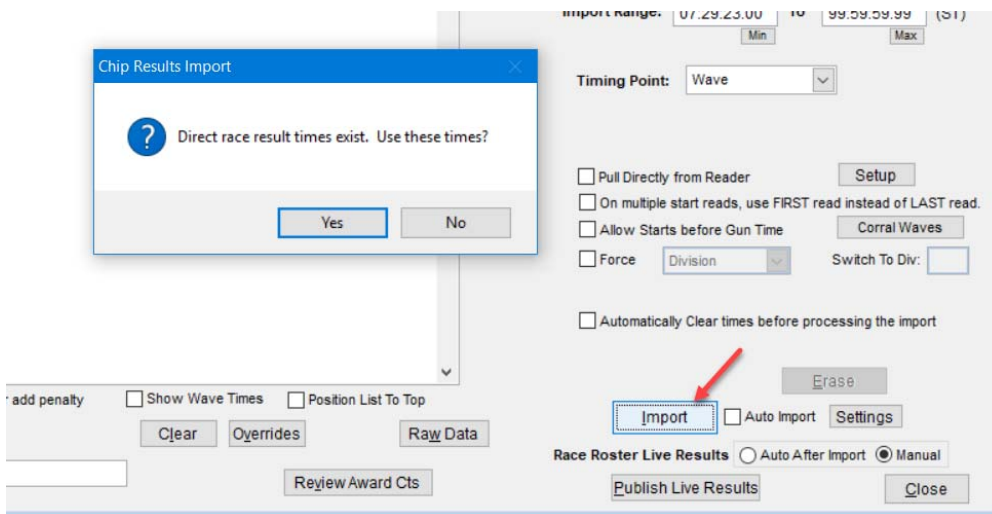 Import Range: 07.29.23.00 To 99.59.59.99 (ST)
Min Max
Chip Results Import
Timing Point: Wave
Direct race result times exist. Use these times?
Yes No
Pull Directly from Reader Setup
On multiple start reads, use FIRST read instead of LAST read.
Allow Starts before Gun Time Corral Waves
Force Division Switch To Div:
Automatically Clear times before processing the import
Erase
add penalty Show Wave Times Position List To Top
Import Auto Import Settings
Clear Overrides Raw Data
Race Roster Live Results Auto After Import Manual
Review Award Cts
Publish Live Results Close